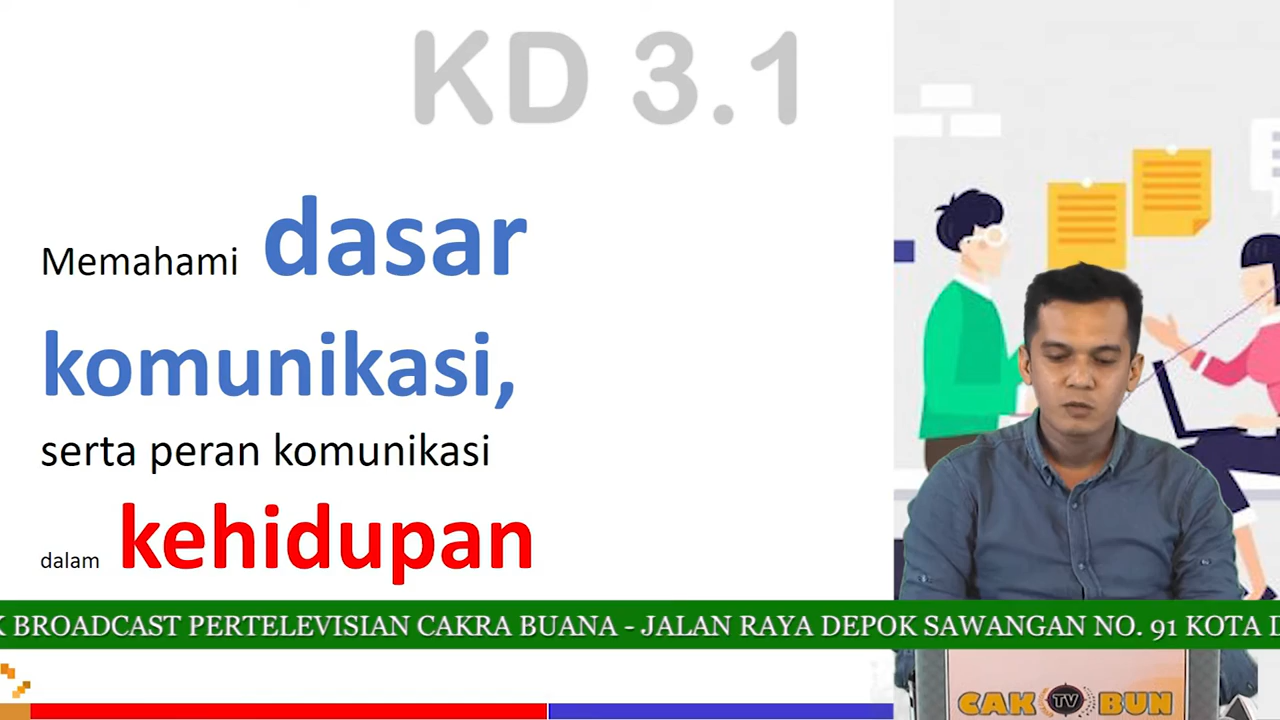 KD 3.1
Memahami dasar
komunikasi,
serta peran komunikasi
dalam kehidupan
BROADCAST PERTELEVISIAN CAKRA BUANA - JALAN RAYA DEPOK SAWANGAN NO. 91 KOTA
CAK TV BUN